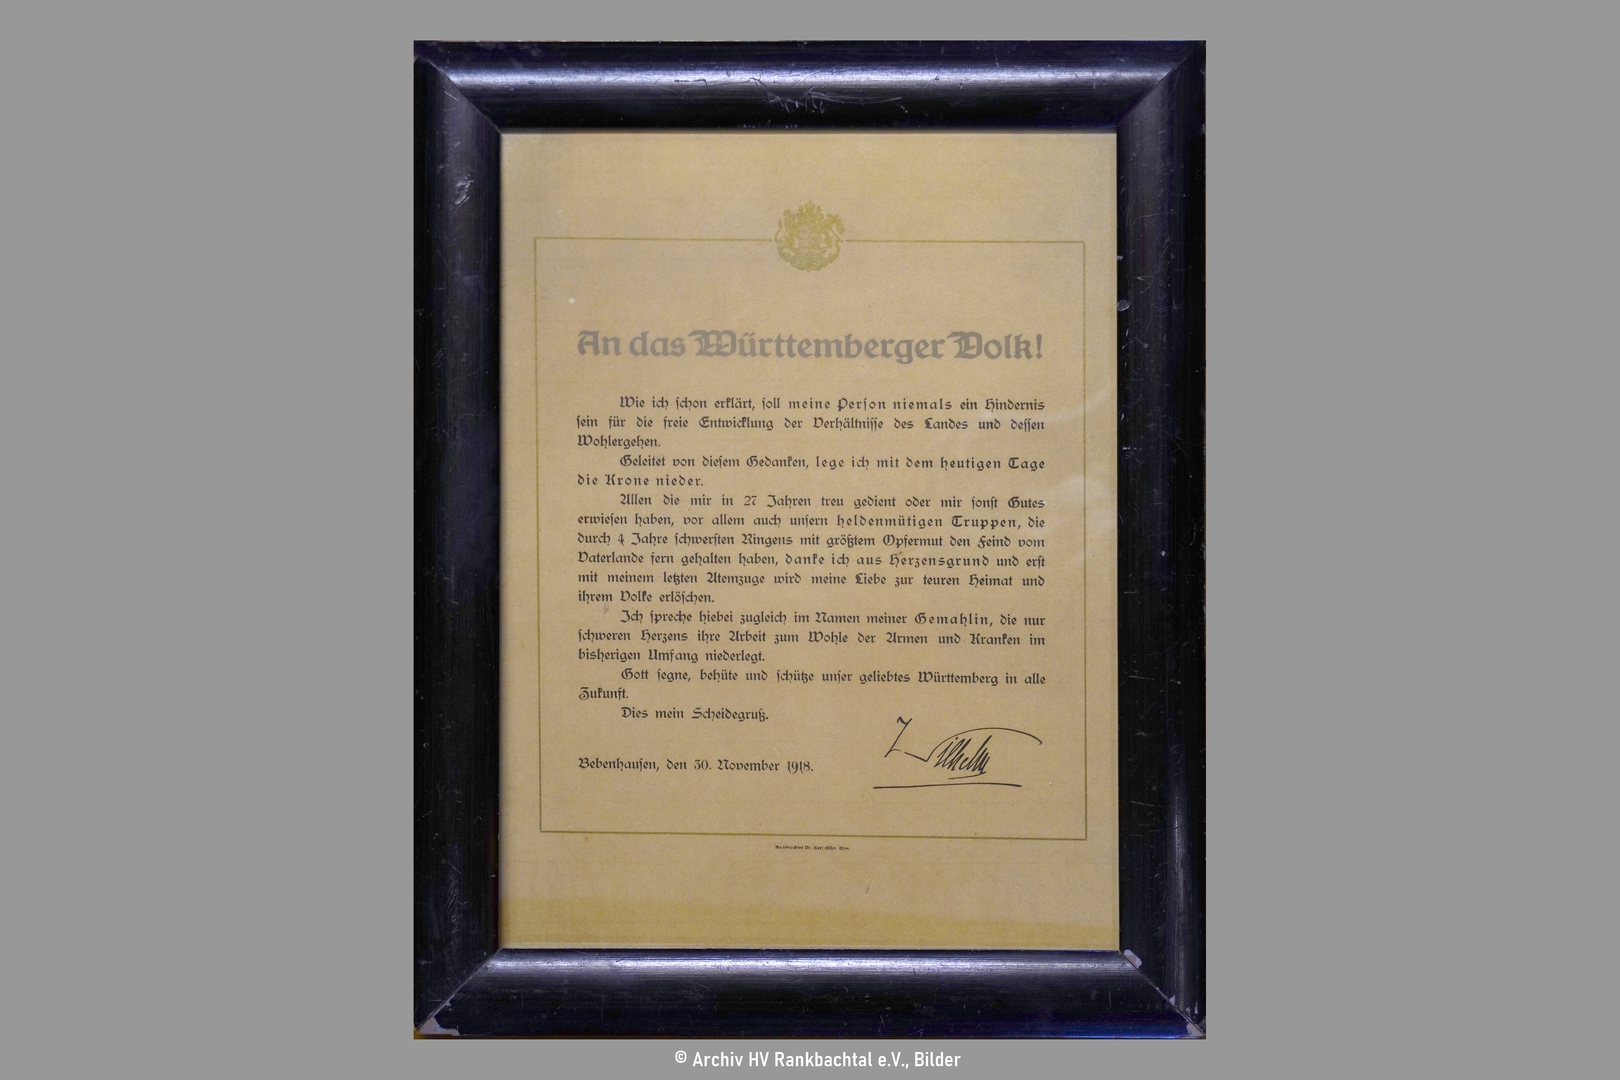 An das Württemberger Volk!
Wie ich schon erklärt, soll meine Person niemals ein Hindernis
sein für die freie Entwicklung der Verhältnisse des Landes und dessen
Wohlergehen.
Geleitet von diesem Gedanken, lege ich mit dem heutigen Tage
die Krone nieder.
Allen die mir in 27 Jahren treu gedient oder mir sonst Gutes
erwiesen haben, vor allem auch unsern heldenmütigen Truppen, die
durch 4 Jahre schwersten Ringens mit größtem Opfermut den Feind vom
Vaterlande fern gehalten haben, danke ich aus Herzensgrund und erst
mit meinem letzten Atemzuge wird meine Liebe zur teuren Heimat und
ihrem Volke erlöschen.
Ich spreche hiebei zugleich im Namen meiner Gemahlin, die nur
schweren Herzens ihre Arbeit zum Wohle der Armen und Kranken im
bisherigen Umfang niederlegt.
Gott segne, behüte und schütze unser geliebtes Württemberg in alle
Zukunft.
Dies mein Scheidegruß.
Wilhelm
Bebenhausen, den 30. November 1918.
Buchdruckerei Dr. Karl Höhn, Ulm.
© Archiv HV Rankbachtal e.V., Bilder